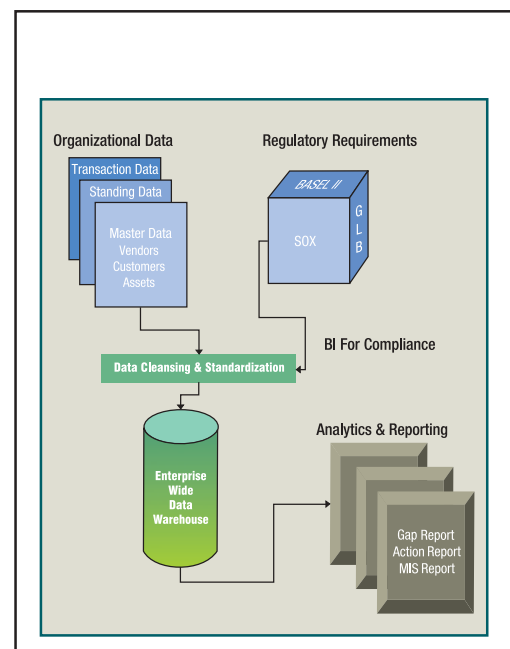 Organizational Data
Transaction Data
Standing Data
Master Data
Vendors
Customers
Assets
Regulatory Requirements
BASEL II
SOX
G
L
B
BI For Compliance
Data Cleansing & Standardization
Enterprise
Wide
Data
Warehouse
Analytics & Reporting
Gap Report
Action Report
MIS Report